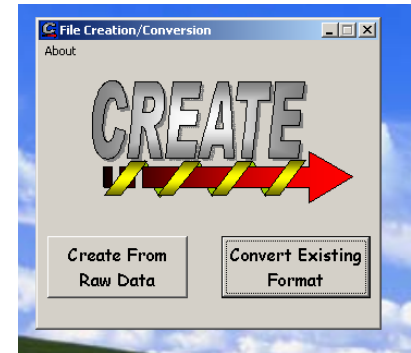 File Creation/Conversion
About
CREATE
Create From
Raw Data
Convert Existing
Format